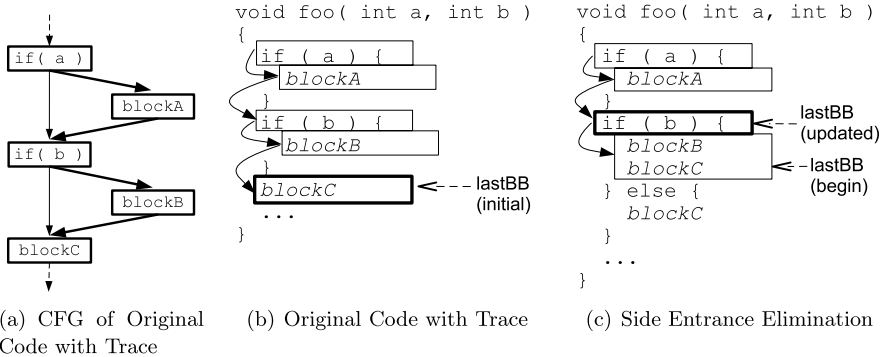 if( a )
blockA
if( b )
blockB
blockC
(a) CFG of Original
Code with Trace
void foo( int a, int b )
{
if ( a ) {
blockA
}
if ( b ) {
blockB
}
blockC
...
}
lastBB
(initial)
(b) Original Code with Trace
void foo( int a, int b )
{
if ( a ) {
blockA
}
if ( b ) {
blockB
blockC
} else {
blockC
}
...
}
lastBB
(updated)
lastBB
(begin)
(c) Side Entrance Elimination